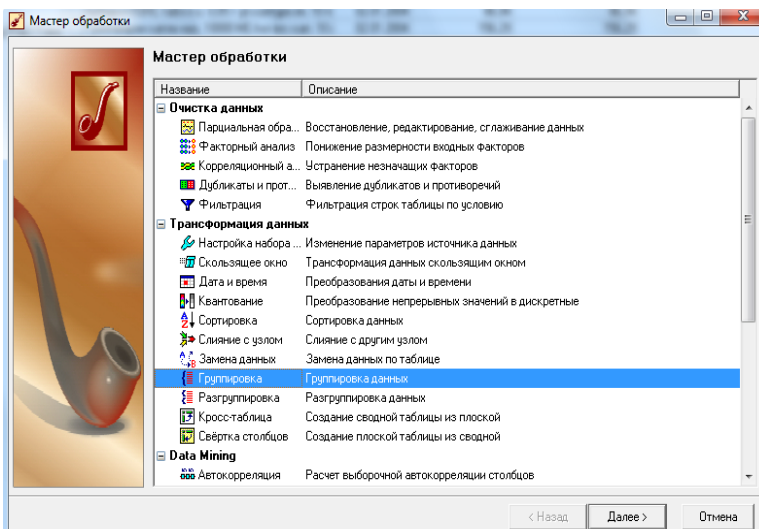 Мастер обработки
Мастер обработки
Название Описание
Очистка данных
Парциальная обра... Восстановление, редактирование, сглаживание данных
Факторный анализ Понижение размерности входных факторов
Корреляционный а... Устранение незначащих факторов
Дубликаты и прот... Выявление дубликатов и противоречий
Фильтрация Фильтрация строк таблицы по условию
Трансформация данных
Настройка набора ... Изменение параметров источника данных
Скользящее окно Трансформация данных скользящим окном
Дата и время Преобразования даты и времени
Квантование Преобразование непрерывных значений в дискретные
Сортировка Сортировка данных
Слияние с узлом Слияние с другим узлом
Замена данных Замена данных по таблице
Группировка Группировка данных
Разгруппировка Разгруппировка данных
Кросс-таблица Создание сводной таблицы из плоской
Свёртка столбцов Создание плоской таблицы из сводной
Data Mining
Автокорреляция Расчет выборочной автокорреляции столбцов
< Назад Далее > Отмена